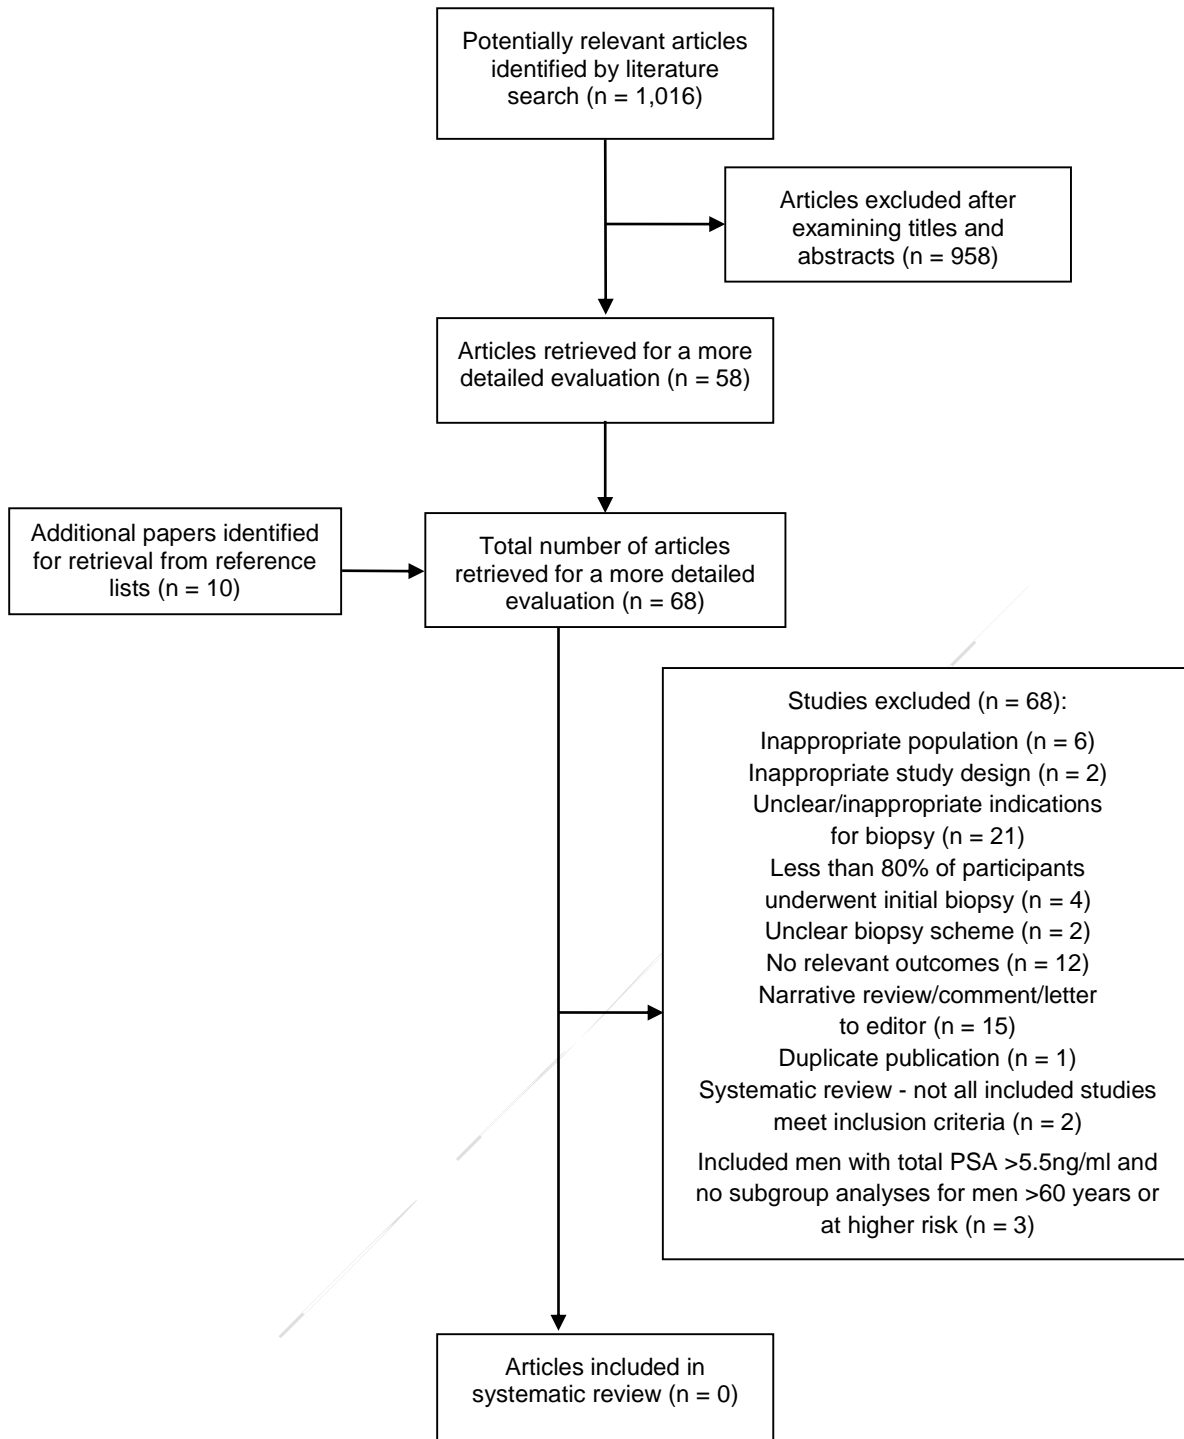 Potentially relevant articles
identified by literature
search (n = 1,016)
Articles excluded after
examining titles and
abstracts (n = 958)
Articles retrieved for a more
detailed evaluation (n = 58)
Additional papers identified
for retrieval from reference
lists (n = 10)
Total number of articles
retrieved for a more detailed
evaluation (n = 68)
Studies excluded (n = 68):
Inappropriate population (n = 6)
Inappropriate study design (n = 2)
Unclear/inappropriate indications
for biopsy (n = 21)
Less than 80% of participants
underwent initial biopsy (n = 4)
Unclear biopsy scheme (n = 2)
No relevant outcomes (n = 12)
Narrative review/comment/letter
to editor (n = 15)
Duplicate publication (n = 1)
Systematic review - not all included studies
meet inclusion criteria (n = 2)
Included men with total PSA >5.5ng/ml and
no subgroup analyses for men >60 years or
at higher risk (n = 3)
Articles included in
systematic review (n = 0)